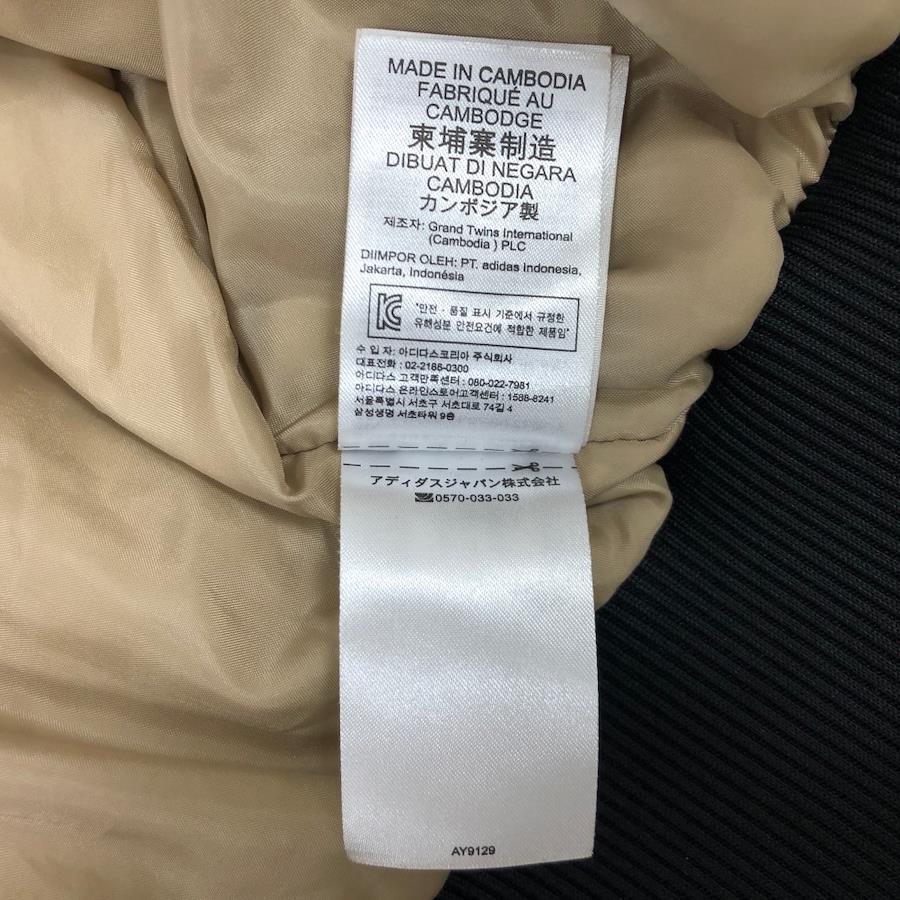 MADE IN CAMBODIA
FABRIQUÉ AU
CAMBODGE
柬埔寨制造
DIBUAT DI NEGARA
CAMBODIA
カンボジア製
제조자: Grand Twins International
(Cambodia ) PLC
DIIMPOR OLEH: PT. adidas Indonesia,
Jakarta, Indonésia
KC
"안전ㆍ품질 표시 기준에서 규정한
유해성분 안전요건에 적합한 제품임"
수 입 자: 아디다스코리아 주식회사
대표전화 : 02-2188-0300
아디다스 고객만족센터 : 080-022-7981
아디다스 온라인스토어고객센터 : 1588-8241
서울특별시 서초구 서초대로 74길 4
삼성생명 서초타워 9층
アディダスジャパン株式会社
0570-033-033
AY9129